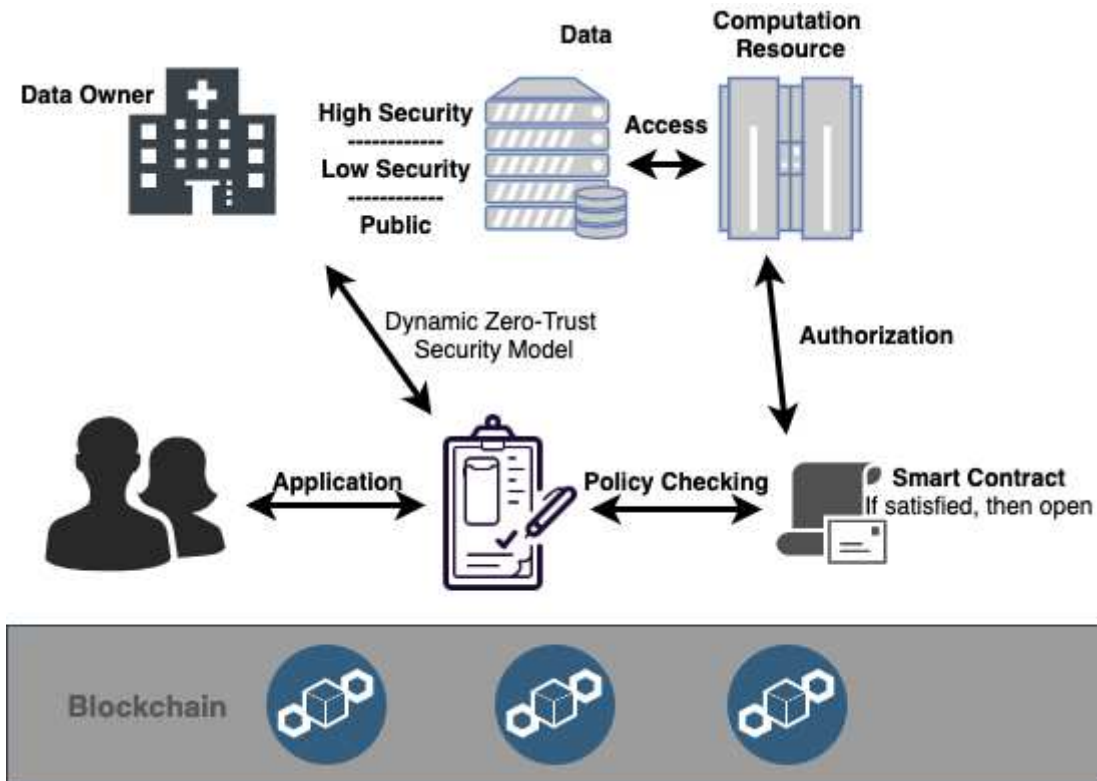 Data Owner
High Security
------------
Low Security
------------
Public
Data
Computation
Resource
Access
Dynamic Zero-Trust
Security Model
Authorization
Application
Policy Checking
Smart Contract
If satisfied, then open
Blockchain